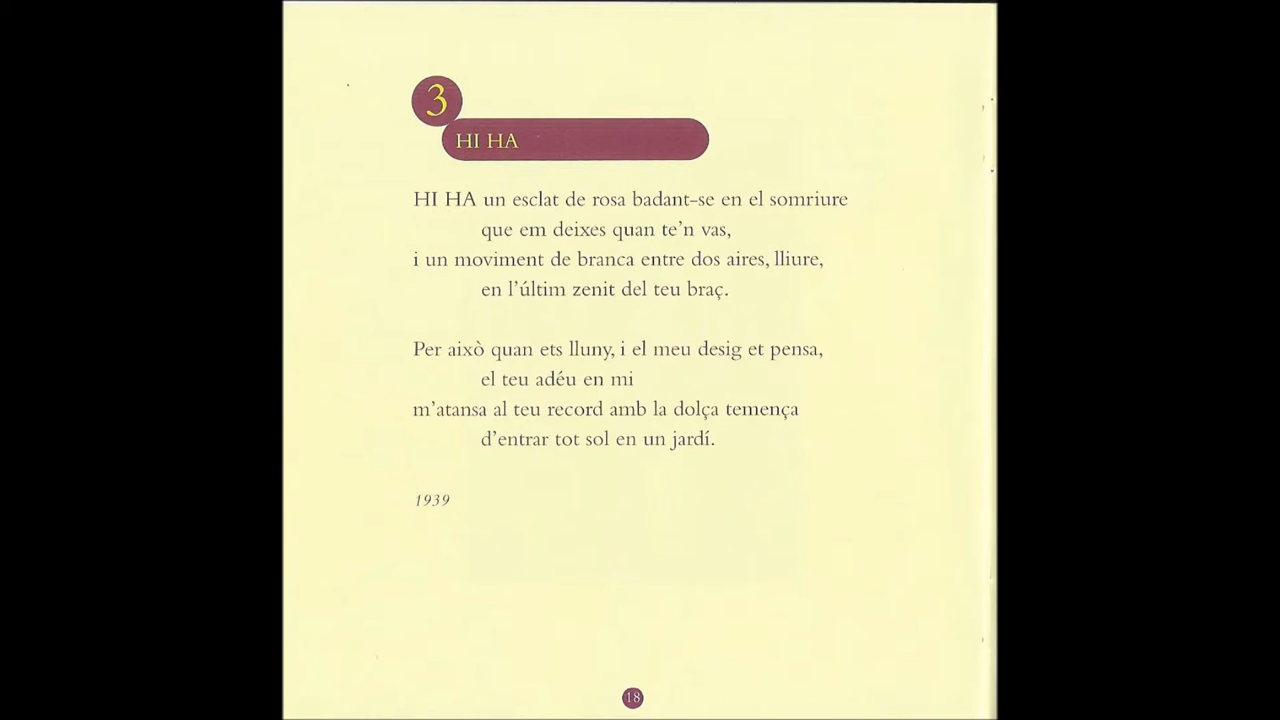 3
HI HA
HI HA un esclat de rosa badant-se en el somriure
que em deixes quan te'n vas,
i un moviment de branca entre dos aires, lliure,
en l'últim zenit del teu braç.
Per això quan ets lluny, i el meu desig et pensa,
el teu adéu en mi
m'atansa al teu record amb la dolça temença
d'entrar tot sol en un jardí.
1939
18